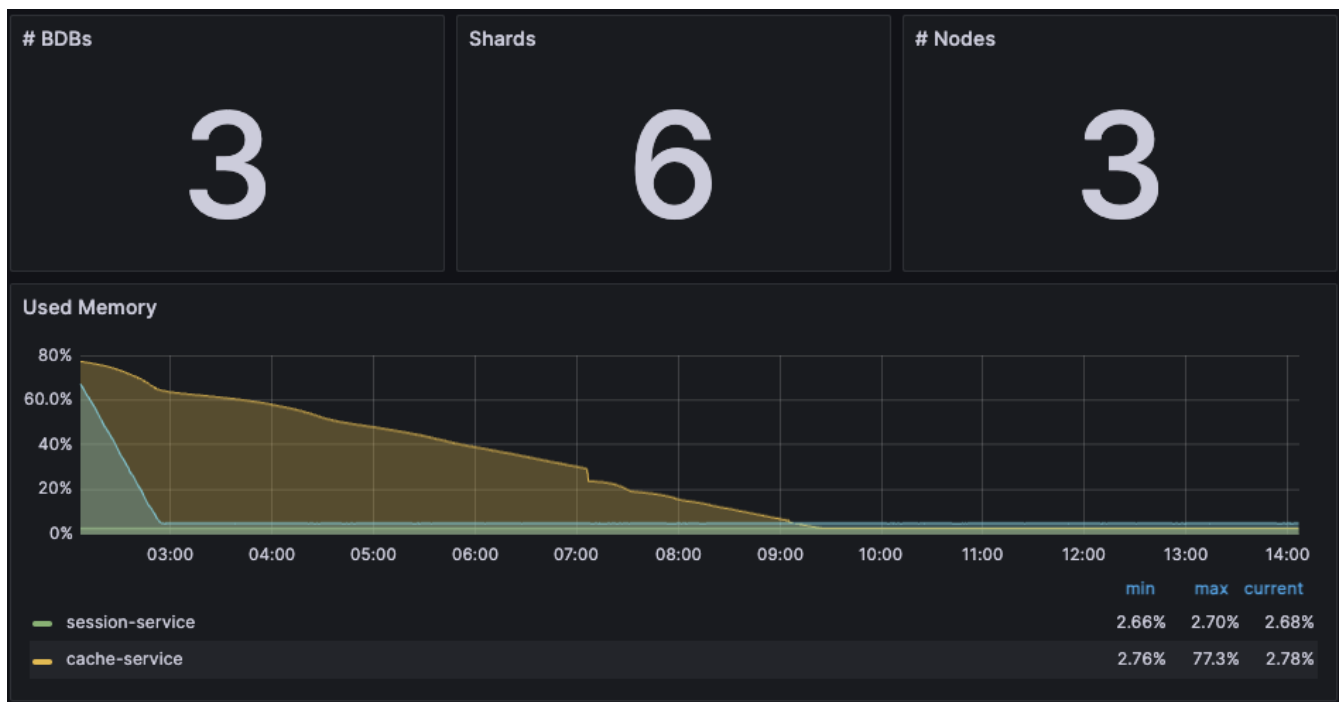 # BDBs
Shards
# Nodes
3
6
3
Used Memory
80%
60.0%
40%
20%
0%
03:00 04:00 05:00 06:00 07:00 08:00 09:00 10:00 11:00 12:00 13:00 14:00
min max current
session-service 2.66% 2.70% 2.68%
cache-service 2.76% 77.3% 2.78%